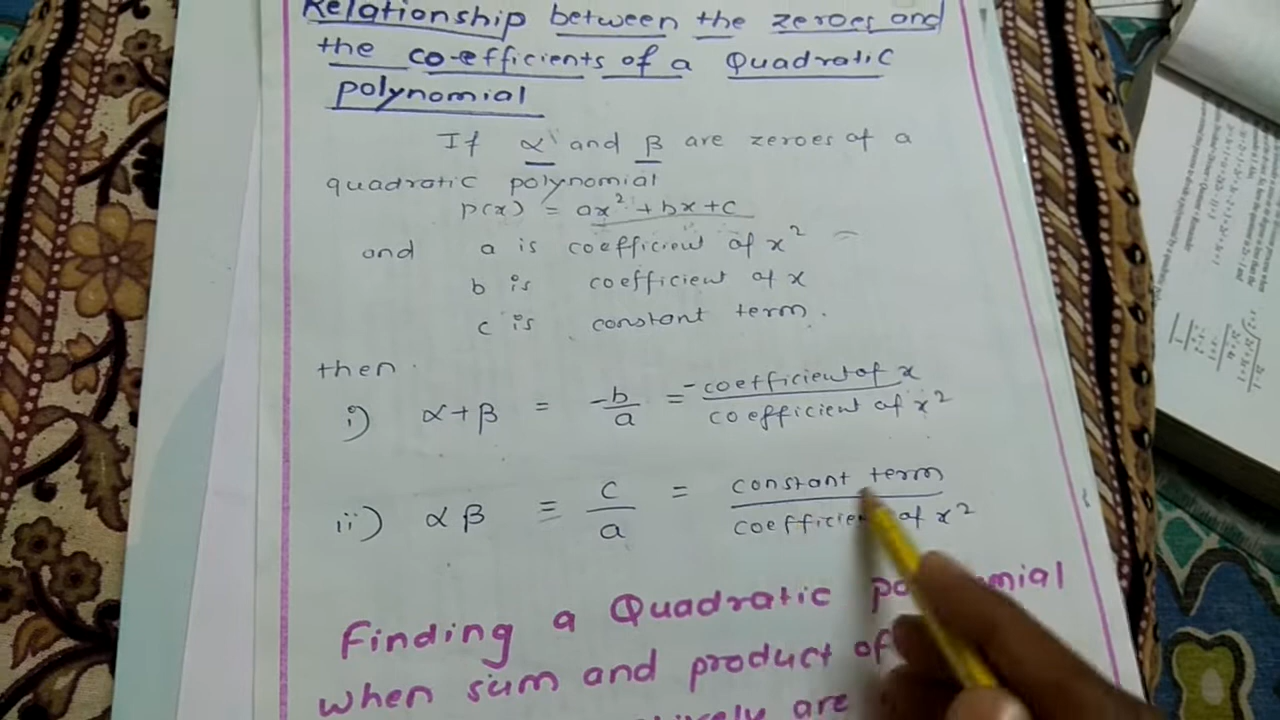 Relationship between the zeroes and
the co-efficients of a Quadratic
polynomial
If α and β are zeroes of a
quadratic polynomial
p(x) = ax² + bx + c
and a is coefficient of x²
b is coefficient of x
c is constant term.
then
i) α+β = -b/a = -coefficient of x / coefficient of x²
ii) αβ = c/a = constant term / coefficient of x²
Finding a Quadratic polynomial
when sum and product of
are